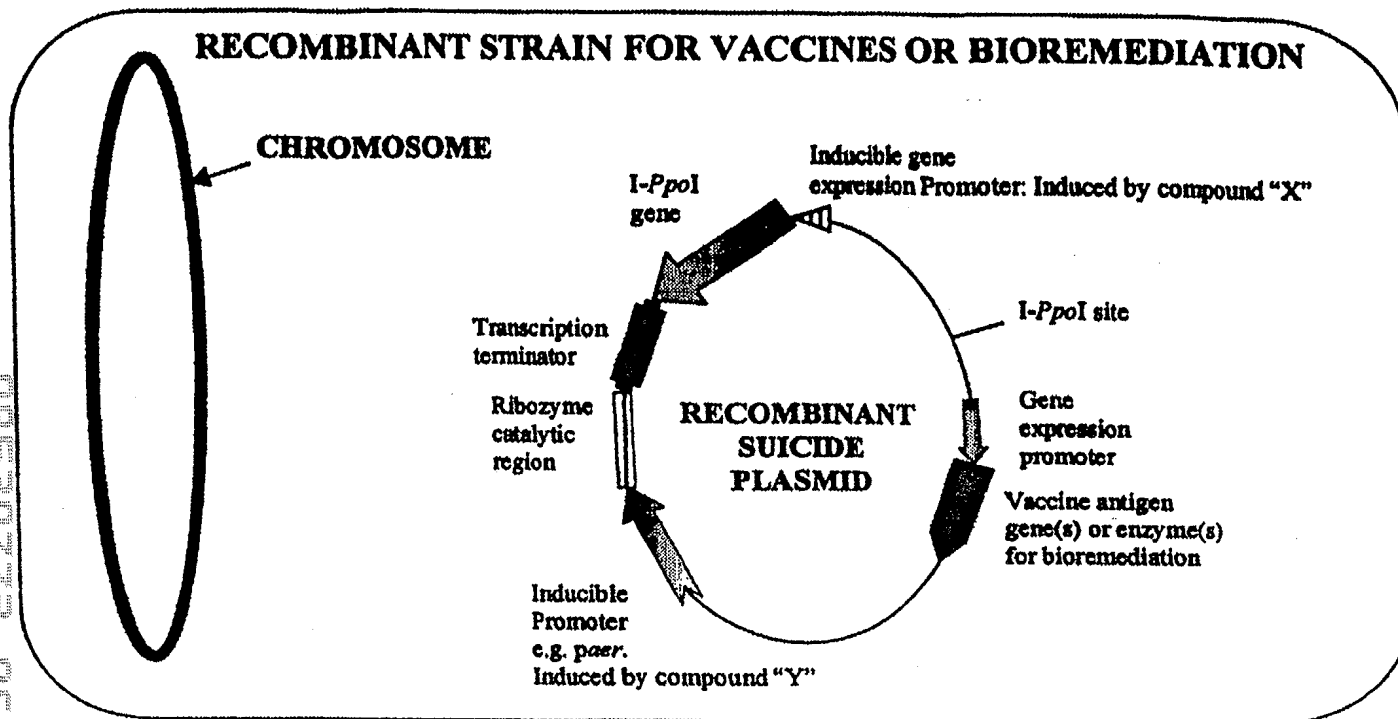 RECOMBINANT STRAIN FOR VACCINES OR BIOREMEDIATION
CHROMOSOME
I-PpoI
gene
Inducible gene
expression Promoter: Induced by compound "X"
I-PpoI site
Transcription
terminator
Ribozyme
catalytic
region
RECOMBINANT
SUICIDE
PLASMID
Gene
expression
promoter
Vaccine antigen
gene(s) or enzyme(s)
for bioremediation
Inducible
Promoter
e.g. paer.
Induced by compound "Y"